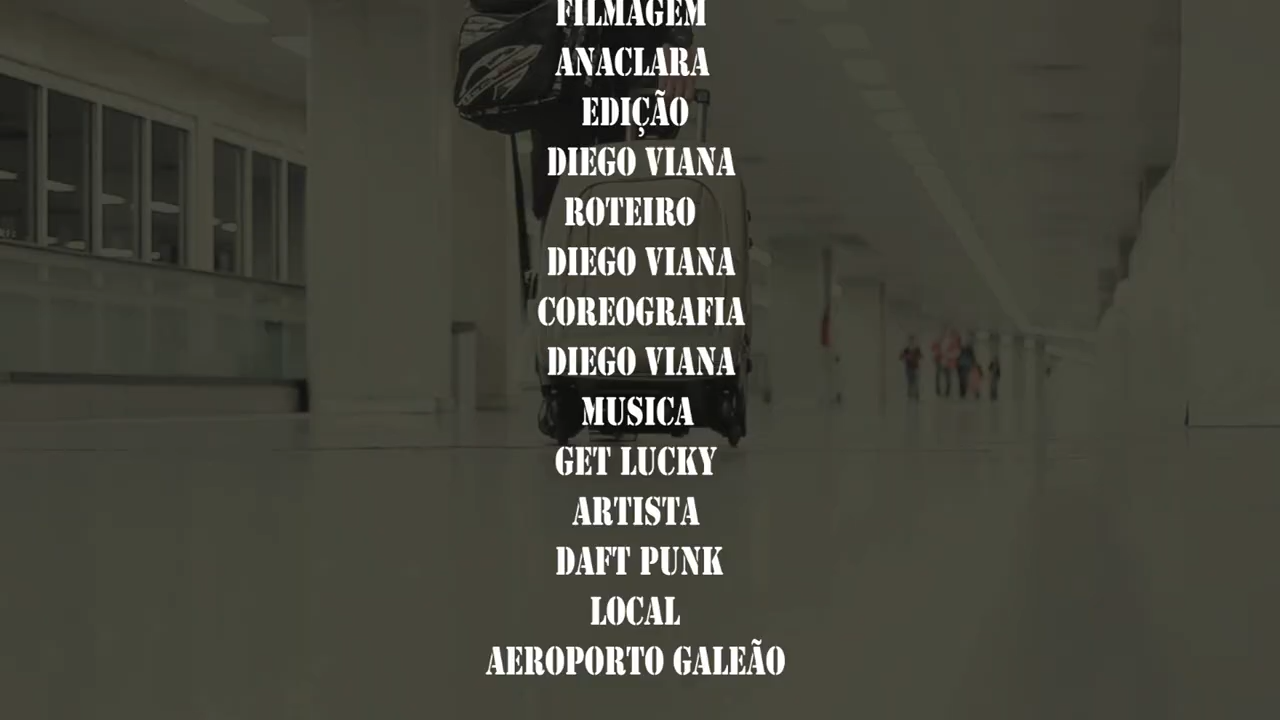 FILMAGEM
ANACLARA
EDIÇÃO
DIEGO VIANA
ROTEIRO
DIEGO VIANA
COREOGRAFIA
DIEGO VIANA
MUSICA
GET LUCKY
ARTISTA
DAFT PUNK
LOCAL
AEROPORTO GALEÃO